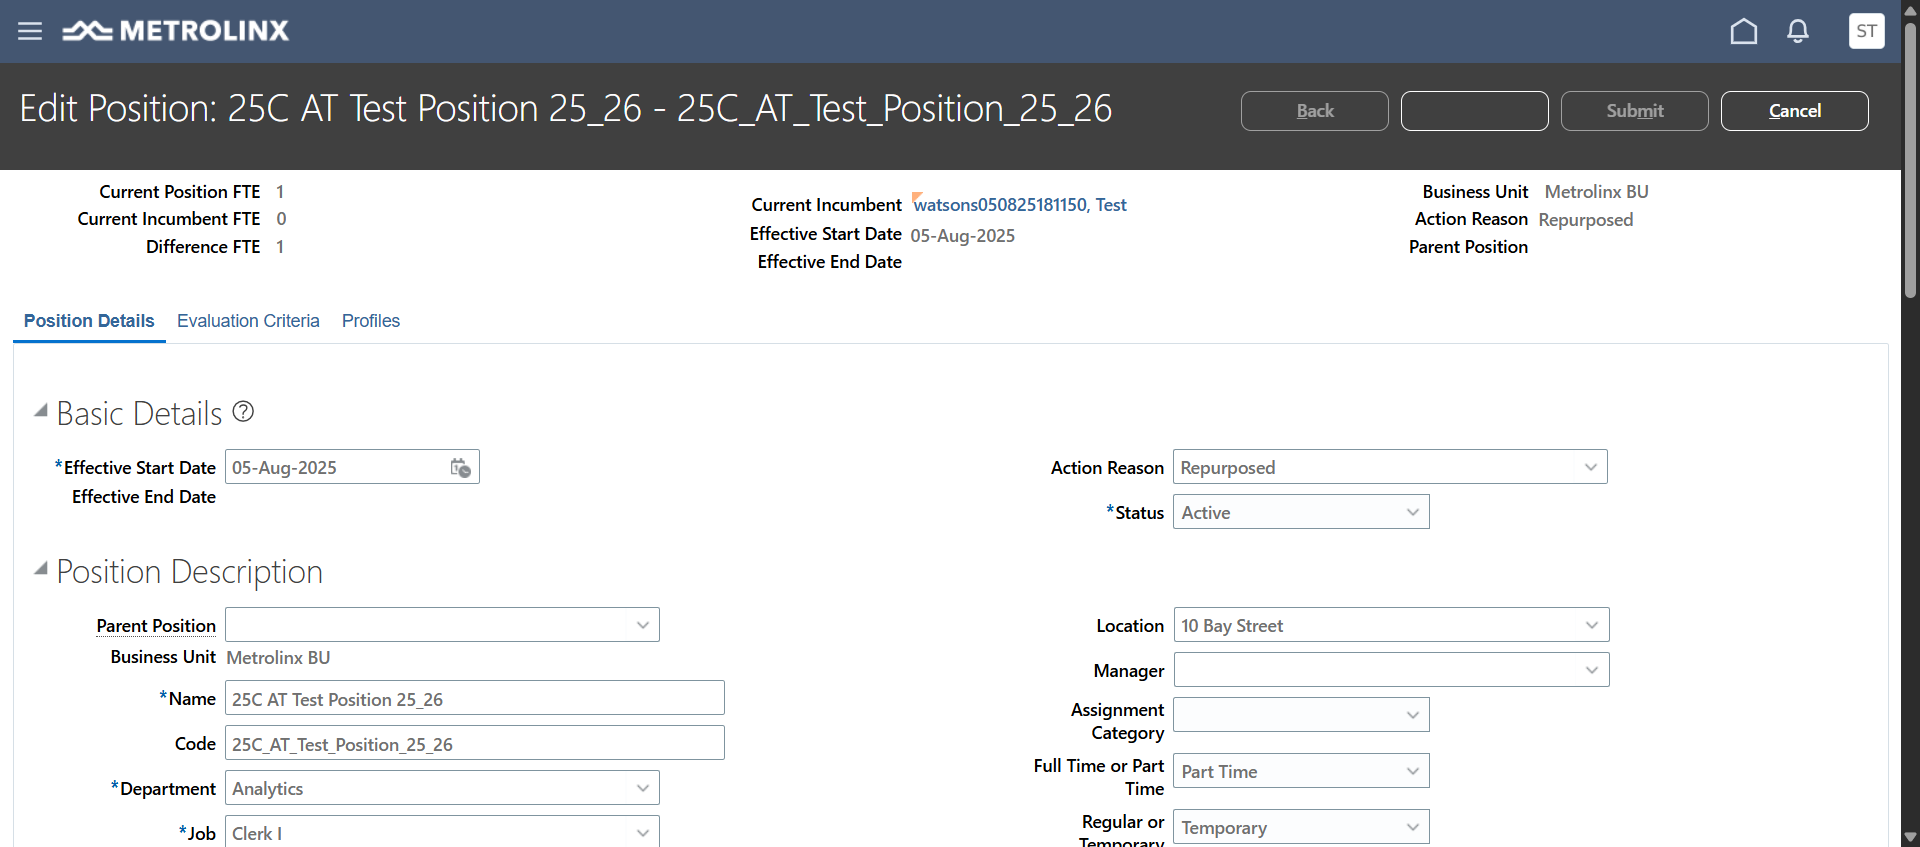 METROLINX
ST
Edit Position: 25C AT Test Position 25_26 - 25C_AT_Test_Position_25_26
Back
Submit
Cancel
Current Position FTE 1
Current Incumbent FTE 0
Difference FTE 1
Current Incumbent watsons050825181150, Test
Effective Start Date 05-Aug-2025
Effective End Date
Business Unit Metrolinx BU
Action Reason Repurposed
Parent Position
Position Details
Evaluation Criteria
Profiles
Basic Details
*Effective Start Date 05-Aug-2025
Effective End Date
Action Reason Repurposed
*Status Active
Position Description
Parent Position
Business Unit Metrolinx BU
*Name 25C AT Test Position 25_26
Code 25C_AT_Test_Position_25_26
*Department Analytics
*Job Clerk I
Location 10 Bay Street
Manager
Assignment
Category
Full Time or Part
Time
Part Time
Regular or
Temporary
Temporary